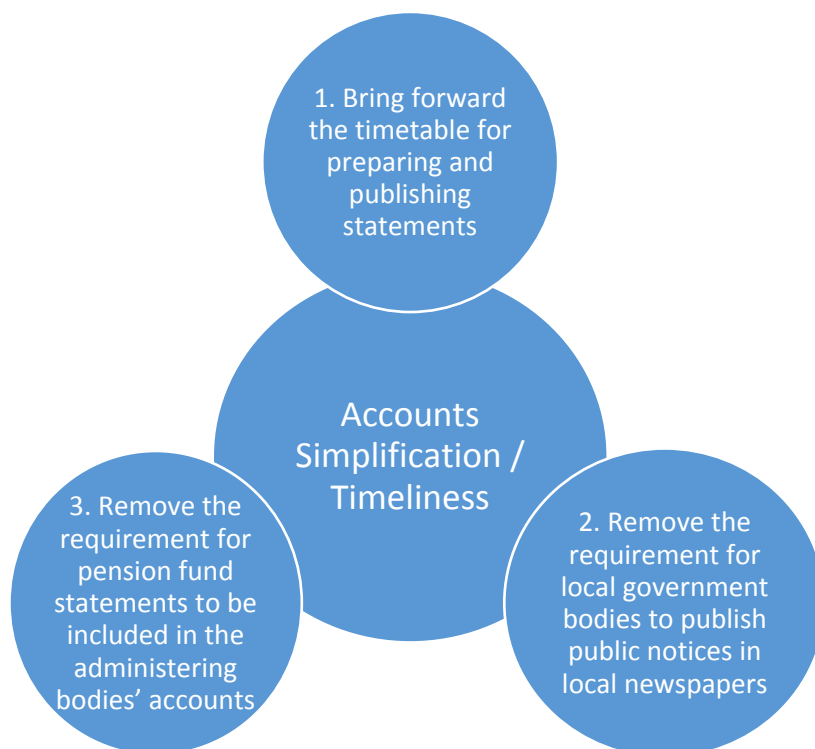 1. Bring forward
the timetable for
preparing and
publishing
statements
Accounts
Simplification /
Timeliness
3. Remove the
requirement for
pension fund
statements to be
included in the
administering
bodies’ accounts
2. Remove the
requirement for
local government
bodies to publish
public notices in
local newspapers